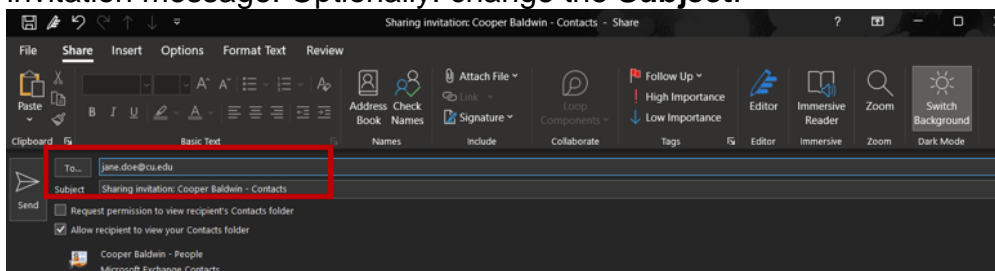 invitation message. Optionally: change the Subject.
Sharing invitation: Cooper Baldwin - Contacts - Share
?
File Share Insert Options Format Text Review
Paste
B I U
Address Book
Check Names
Attach File
Link
Signature
Loop Components
Follow Up
High Importance
Low Importance
Editor
Immersive Reader
Zoom
Switch Background
Clipboard Basic Text Names Include Collaborate Tags Editor Immersive Zoom Dark Mode
To... jane.doe@cu.edu
Subject Sharing invitation: Cooper Baldwin - Contacts
Send
Request permission to view recipient's Contacts folder
Allow recipient to view your Contacts folder
Cooper Baldwin - People
Microsoft Exchange Contacts